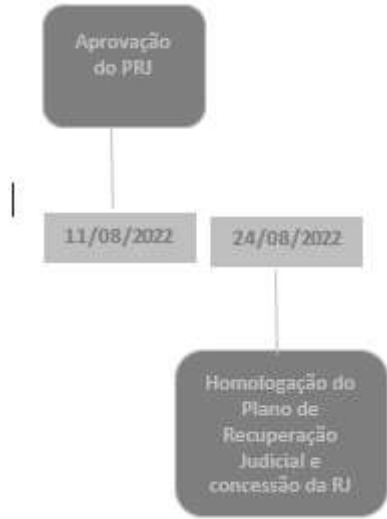 Aprovação
do PRJ
11/08/2022
24/08/2022
Homologação do
Plano de
Recuperação
Judicial e
concessão da RJ